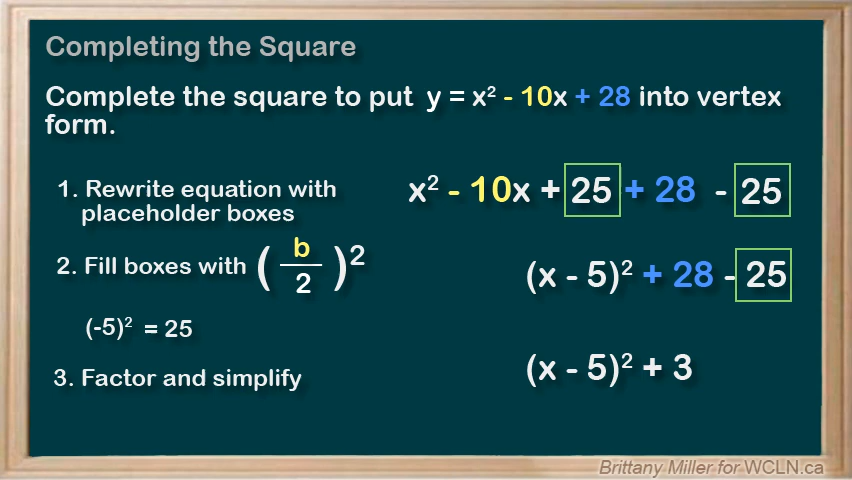 Completing the Square
Complete the square to put y = x² - 10x + 28 into vertex
form.
1. Rewrite equation with
placeholder boxes
x² - 10x + 25 + 28 - 25
2. Fill boxes with ( b/2 )²
(x - 5)² + 28 - 25
(-5)² = 25
3. Factor and simplify
(x - 5)² + 3
Brittany Miller for WCLN.ca